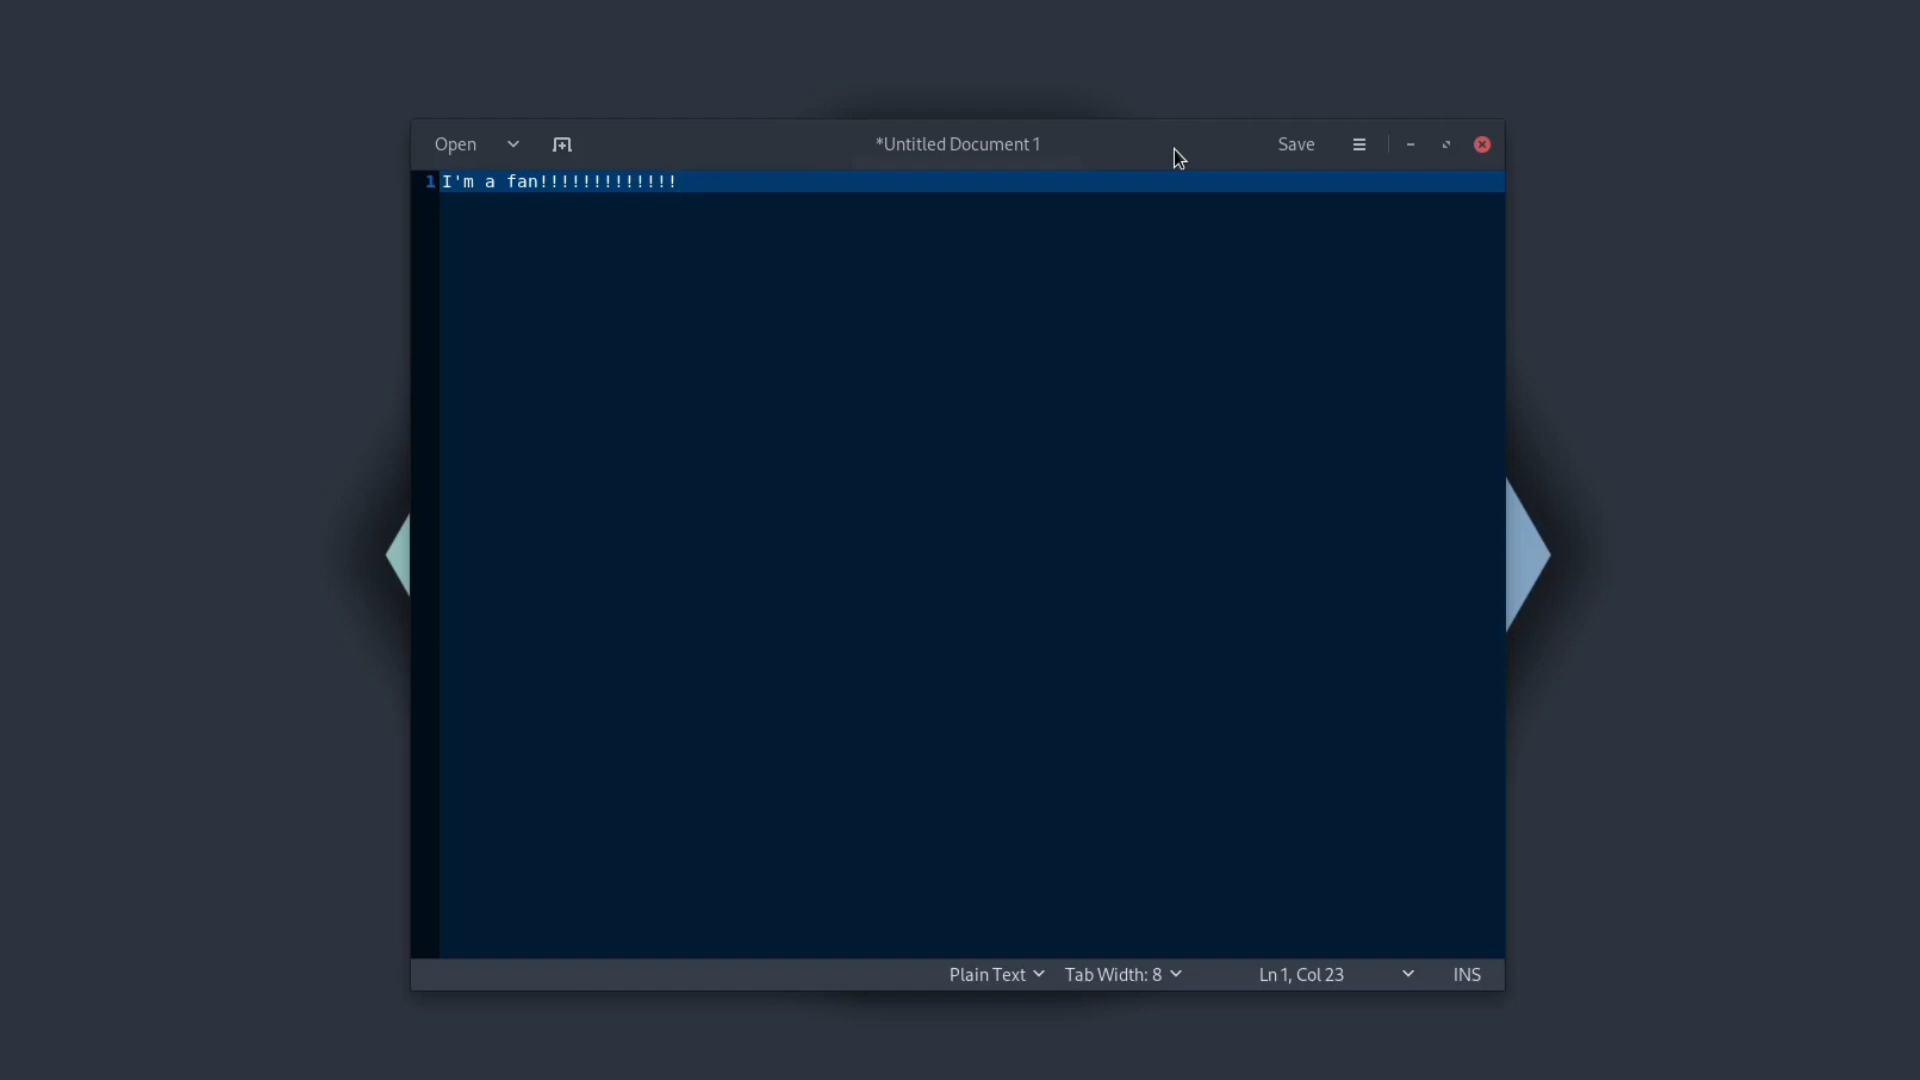 Open *Untitled Document 1 Save
1 I'm a fan!!!!!!!!!!!!!
Plain Text Tab Width: 8 Ln 1, Col 23 INS